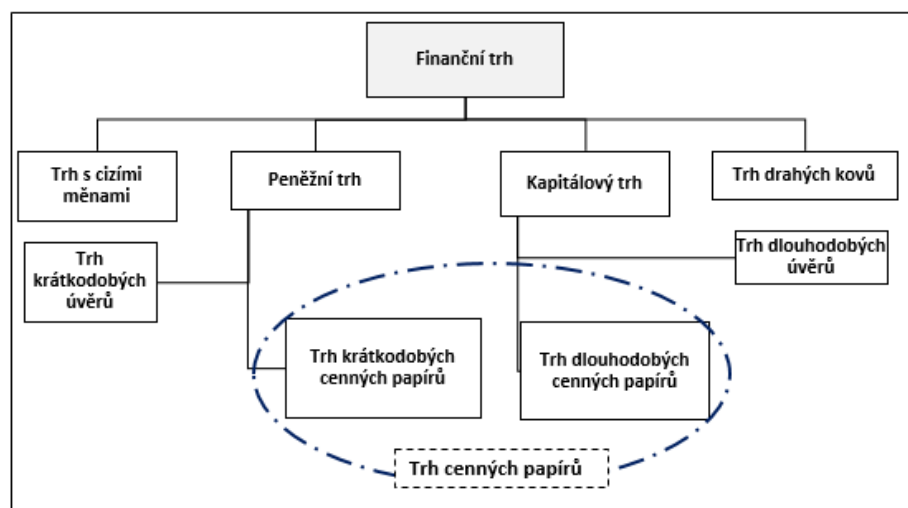 Finanční trh
Trh s cizími
měnami
Peněžní trh
Kapitálový trh
Trh drahých kovů
Trh
krátkodobých
úvěrů
Trh dlouhodobých
úvěrů
Trh krátkodobých
cenných papírů
Trh dlouhodobých
cenných papírů
Trh cenných papírů